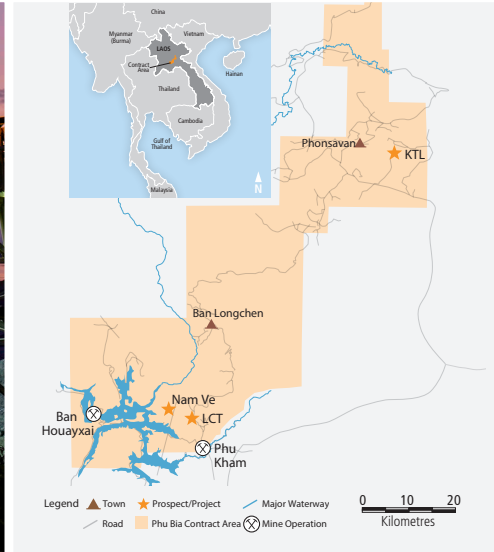 China
Myanmar
(Burma)
Vietnam
LAOS
Contract
Area
Hainan
Thailand
Cambodia
Gulf of
Thailand
Malaysia
N
Phonsavan
KTL
Ban Longchen
Nam Ve
LCT
Ban
Houayxai
Phu
Kham
Legend Town Prospect/Project Major Waterway
Road Phu Bia Contract Area Mine Operation
0 10 20
Kilometres